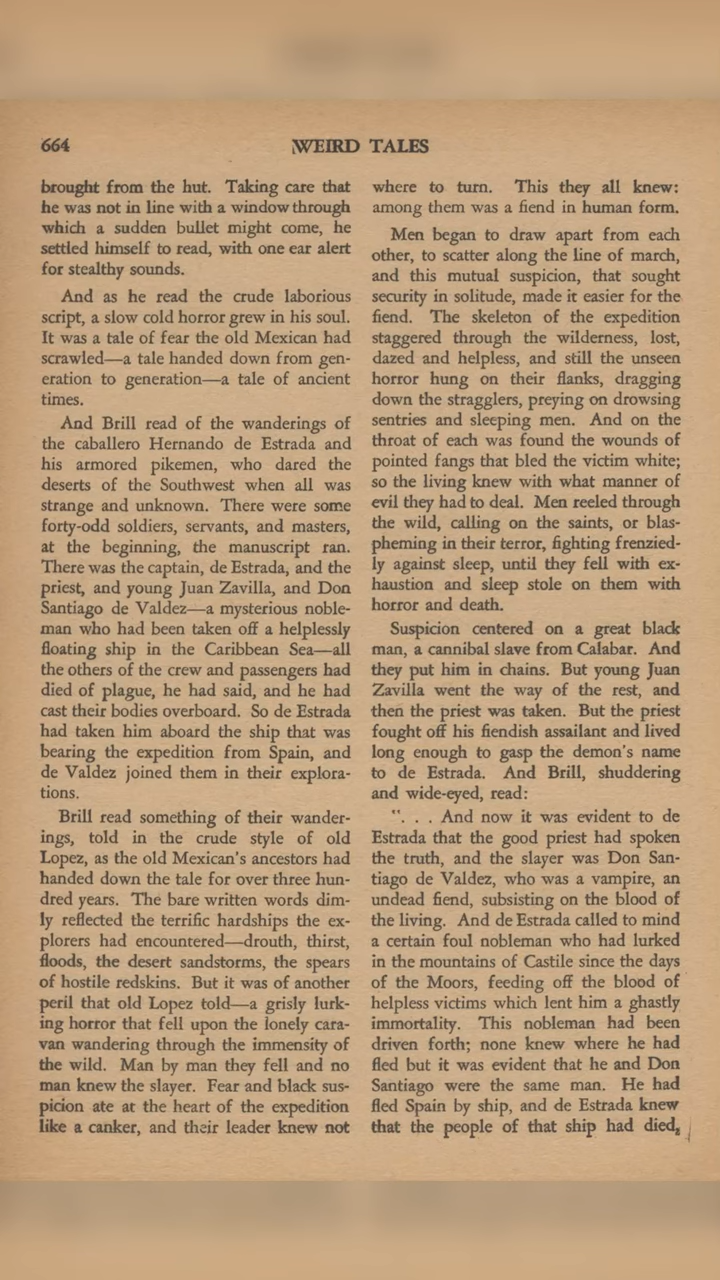 664
WEIRD TALES
brought from the hut. Taking care that
he was not in line with a window through
which a sudden bullet might come, he
settled himself to read, with one ear alert
for stealthy sounds.
And as he read the crude laborious
script, a slow cold horror grew in his soul.
It was a tale of fear the old Mexican had
scrawled—a tale handed down from gen-
eration to generation—a tale of ancient
times.
And Brill read of the wanderings of
the caballero Hernando de Estrada and
his armored pikemen, who dared the
deserts of the Southwest when all was
strange and unknown. There were some
forty-odd soldiers, servants, and masters,
at the beginning, the manuscript ran.
There was the captain, de Estrada, and the
priest, and young Juan Zavilla, and Don
Santiago de Valdez—a mysterious noble-
man who had been taken off a helplessly
floating ship in the Caribbean Sea—all
the others of the crew and passengers had
died of plague, he had said, and he had
cast their bodies overboard. So de Estrada
had taken him aboard the ship that was
bearing the expedition from Spain, and
de Valdez joined them in their explora-
tions.
Brill read something of their wander-
ings, told in the crude style of old
Lopez, as the old Mexican's ancestors had
handed down the tale for over three hun-
dred years. The bare written words dim-
ly reflected the terrific hardships the ex-
plorers had encountered—drouth, thirst,
floods, the desert sandstorms, the spears
of hostile redskins. But it was of another
peril that old Lopez told—a grisly lurk-
ing horror that fell upon the lonely cara-
van wandering through the immensity of
the wild. Man by man they fell and no
man knew the slayer. Fear and black sus-
picion ate at the heart of the expedition
like a canker, and their leader knew not
where to turn. This they all knew:
among them was a fiend in human form.
Men began to draw apart from each
other, to scatter along the line of march,
and this mutual suspicion, that sought
security in solitude, made it easier for the
fiend. The skeleton of the expedition
staggered through the wilderness, lost,
dazed and helpless, and still the unseen
horror hung on their flanks, dragging
down the stragglers, preying on drowsing
sentries and sleeping men. And on the
throat of each was found the wounds of
pointed fangs that bled the victim white;
so the living knew with what manner of
evil they had to deal. Men reeled through
the wild, calling on the saints, or blas-
pheming in their terror, fighting frenzied-
ly against sleep, until they fell with ex-
haustion and sleep stole on them with
horror and death.
Suspicion centered on a great black
man, a cannibal slave from Calabar. And
they put him in chains. But young Juan
Zavilla went the way of the rest, and
then the priest was taken. But the priest
fought off his fiendish assailant and lived
long enough to gasp the demon's name
to de Estrada. And Brill, shuddering
and wide-eyed, read:
". . . And now it was evident to de
Estrada that the good priest had spoken
the truth, and the slayer was Don San-
tiago de Valdez, who was a vampire, an
undead fiend, subsisting on the blood of
the living. And de Estrada called to mind
a certain foul nobleman who had lurked
in the mountains of Castile since the days
of the Moors, feeding off the blood of
helpless victims which lent him a ghastly
immortality. This nobleman had been
driven forth; none knew where he had
fled but it was evident that he and Don
Santiago were the same man. He had
fled Spain by ship, and de Estrada knew
that the people of that ship had died,